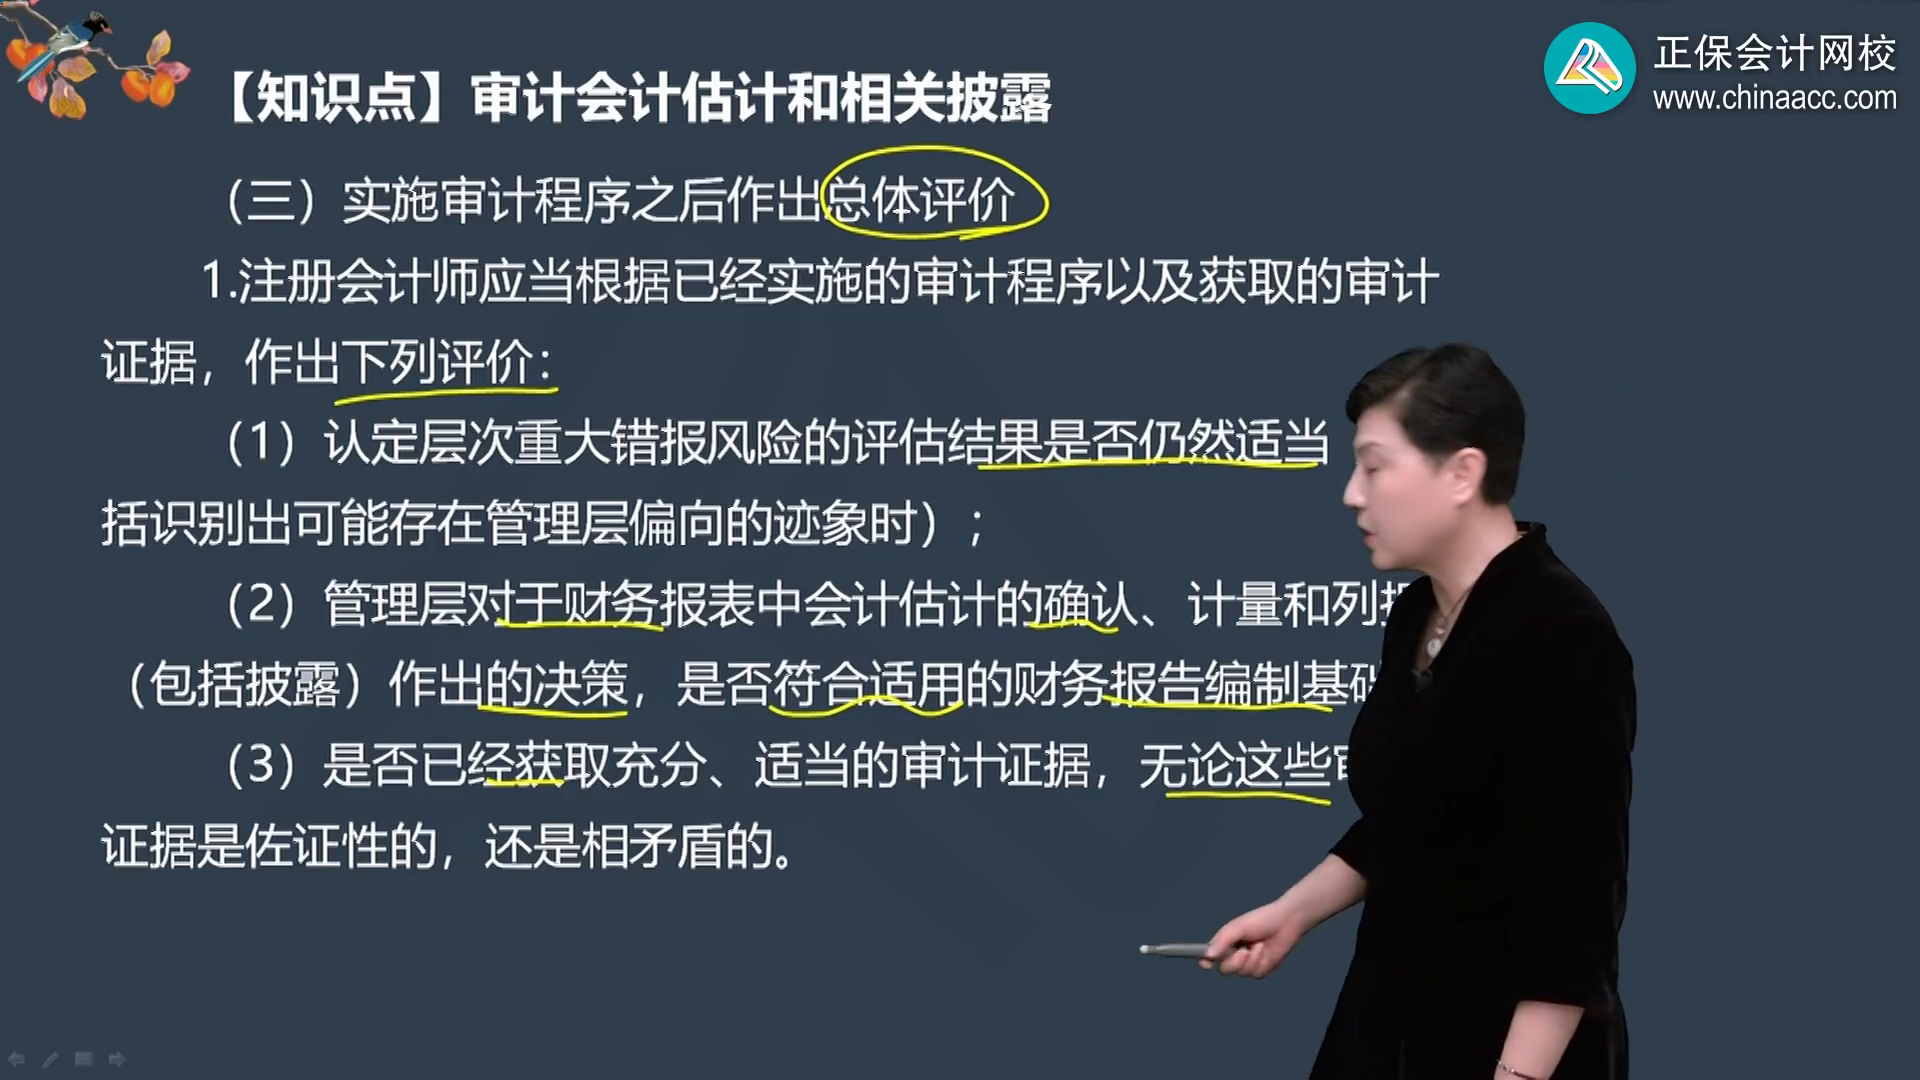 正保会计网校
www.chinaacc.com
【知识点】审计会计估计和相关披露
（三）实施审计程序之后作出总体评价
1.注册会计师应当根据已经实施的审计程序以及获取的审计
证据，作出下列评价：
（1）认定层次重大错报风险的评估结果是否仍然适当
括识别出可能存在管理层偏向的迹象时）；
（2）管理层对于财务报表中会计估计的确认、计量和列
（包括披露）作出的决策，是否符合适用的财务报告编制基
（3）是否已经获取充分、适当的审计证据，无论这些
证据是佐证性的，还是相矛盾的。